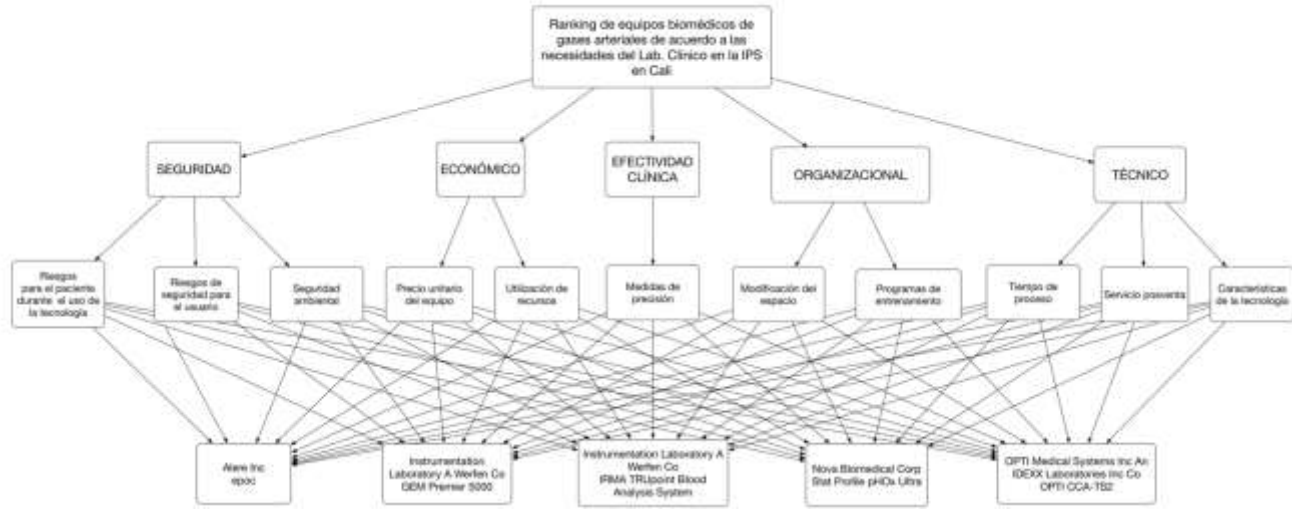 Ranking de equipos biomédicos de
gases arteriales de acuerdo a las
necesidades del Lab. Clínico en la IPS
en Cali
SEGURIDAD
ECONÓMICO
EFECTIVIDAD
CLÍNICA
ORGANIZACIONAL
TÉCNICO
Riesgos
para el paciente
durante el uso de
la tecnología
Riesgos de
seguridad para
el usuario
Seguridad
ambiental
Precio unitario
del equipo
Utilización de
recursos
Medidas de
precisión
Modificación del
espacio
Programas de
entrenamiento
Tiempo de
proceso
Servicio posventa
Características
de la tecnología
Alere Inc
epoc
Instrumentation
Laboratory A Werfen Co
GEM Premier 5000
Instrumentation Laboratory A
Werfen Co
IRMA TRUpoint Blood
Analysis System
Nova Biomedical Corp
Stat Profile pHOx Ultra
OPTI Medical Systems Inc An
IDEXX Laboratories Inc Co
OPTI CCA-TS2